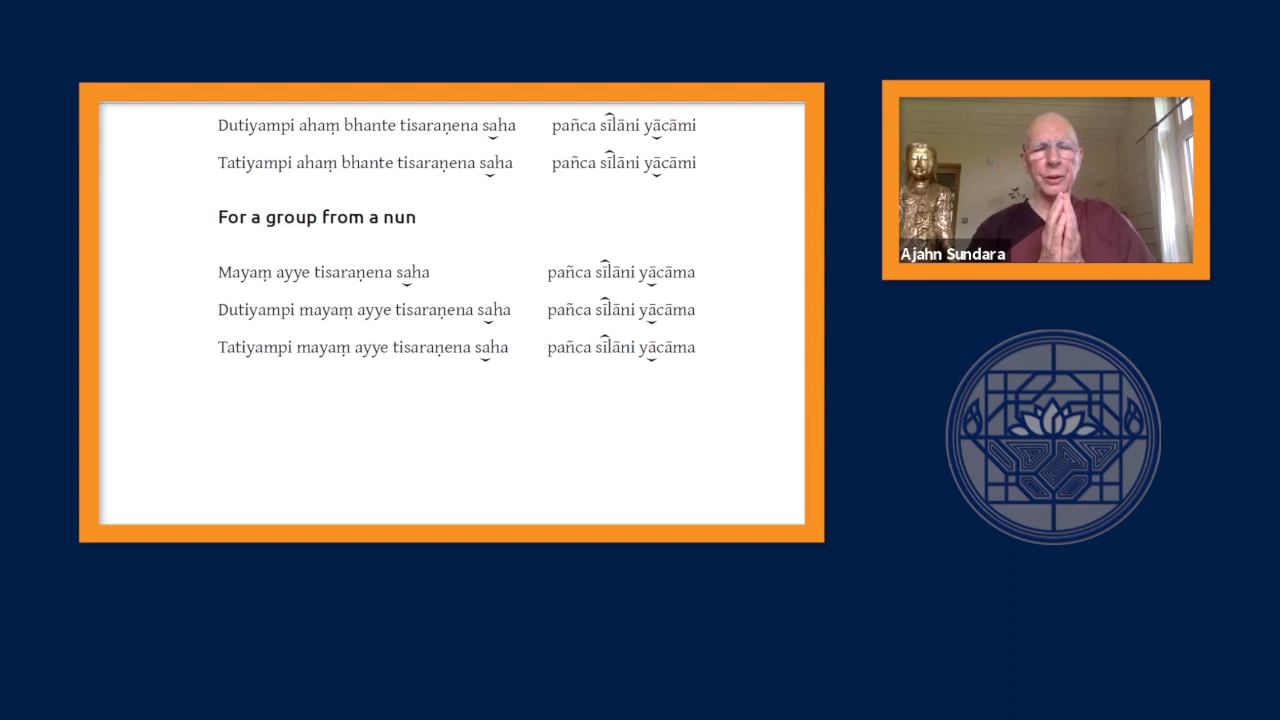 Dutiyampi ahaṃ bhante tisaraṇena saha pañca sīlāni yācāmi
Tatiyampi ahaṃ bhante tisaraṇena saha pañca sīlāni yācāmi
For a group from a nun
Mayaṃ ayye tisaraṇena saha pañca sīlāni yācāma
Dutiyampi mayaṃ ayye tisaraṇena saha pañca sīlāni yācāma
Tatiyampi mayaṃ ayye tisaraṇena saha pañca sīlāni yācāma
Ajahn Sundara